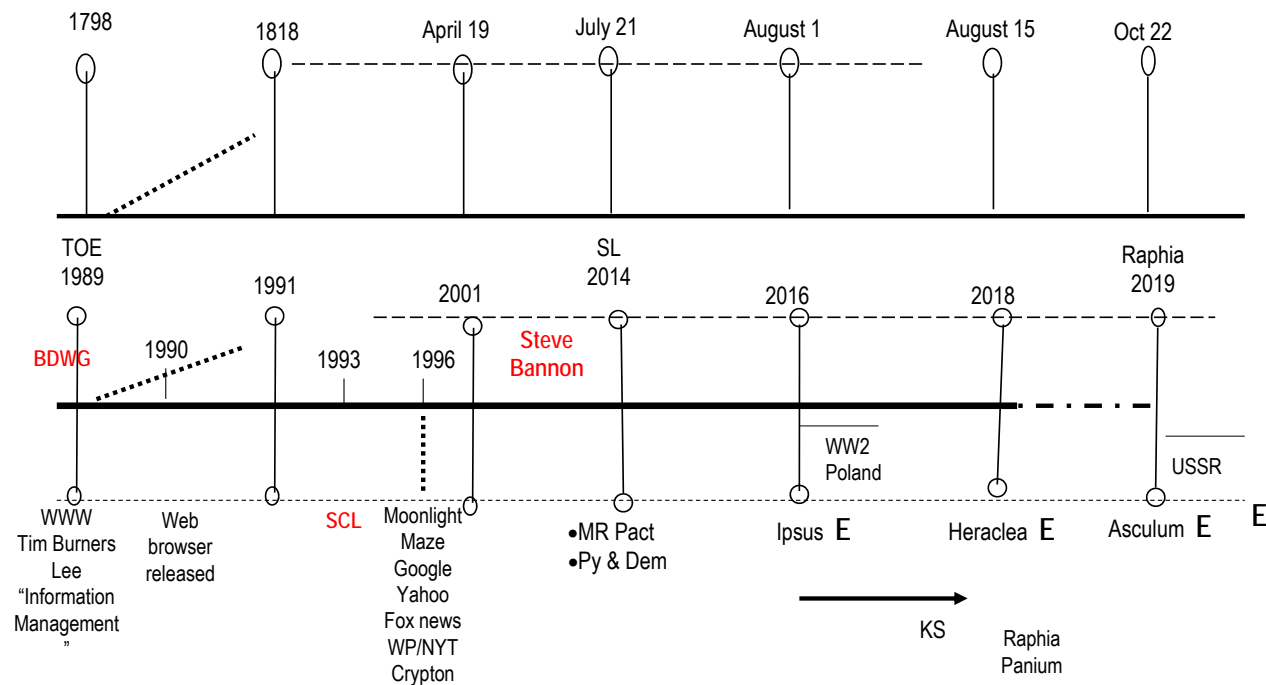 1798
1818
April 19
July 21
August 1
August 15
Oct 22
TOE
1989
1991
2001
SL
2014
2016
2018
Raphia
2019
BDWG
1990
1993
1996
Steve
Bannon
WW2
Poland
USSR
WWW
Tim Burners
Lee
“Information
Management
”
Web
browser
released
SCL
Moonlight
Maze
Google
Yahoo
Fox news
WP/NYT
Crypton
•MR Pact
•Py & Dem
Ipsus E
Heraclea E
Asculum E
E
KS
Raphia
Panium